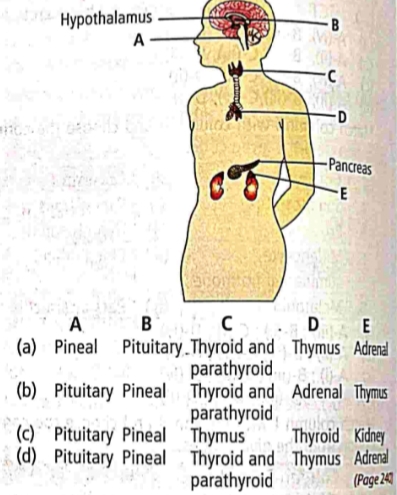 Hypothalamus
A
B
C
D
Pancreas
E
A B C D E
(a) Pineal Pituitary Thyroid and Thymus Adrenal
parathyroid
(b) Pituitary Pineal Thyroid and Adrenal Thymus
parathyroid
(c) Pituitary Pineal Thymus Thyroid Kidney
(d) Pituitary Pineal Thyroid and Thymus Adrenal
parathyroid (Page 240)